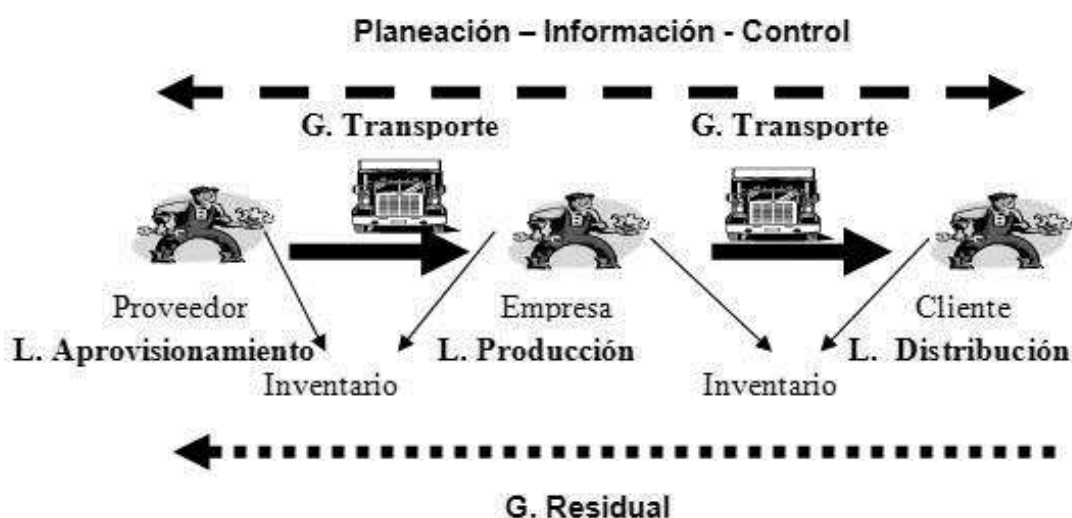 Planeación – Información - Control
G. Transporte G. Transporte
Proveedor Empresa Cliente
L. Aprovisionamiento L. Producción L. Distribución
Inventario Inventario
G. Residual